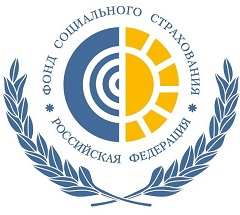 ФОНД СОЦИАЛЬНОГО СТРАХОВАНИЯ
РОССИЙСКАЯ ФЕДЕРАЦИЯ